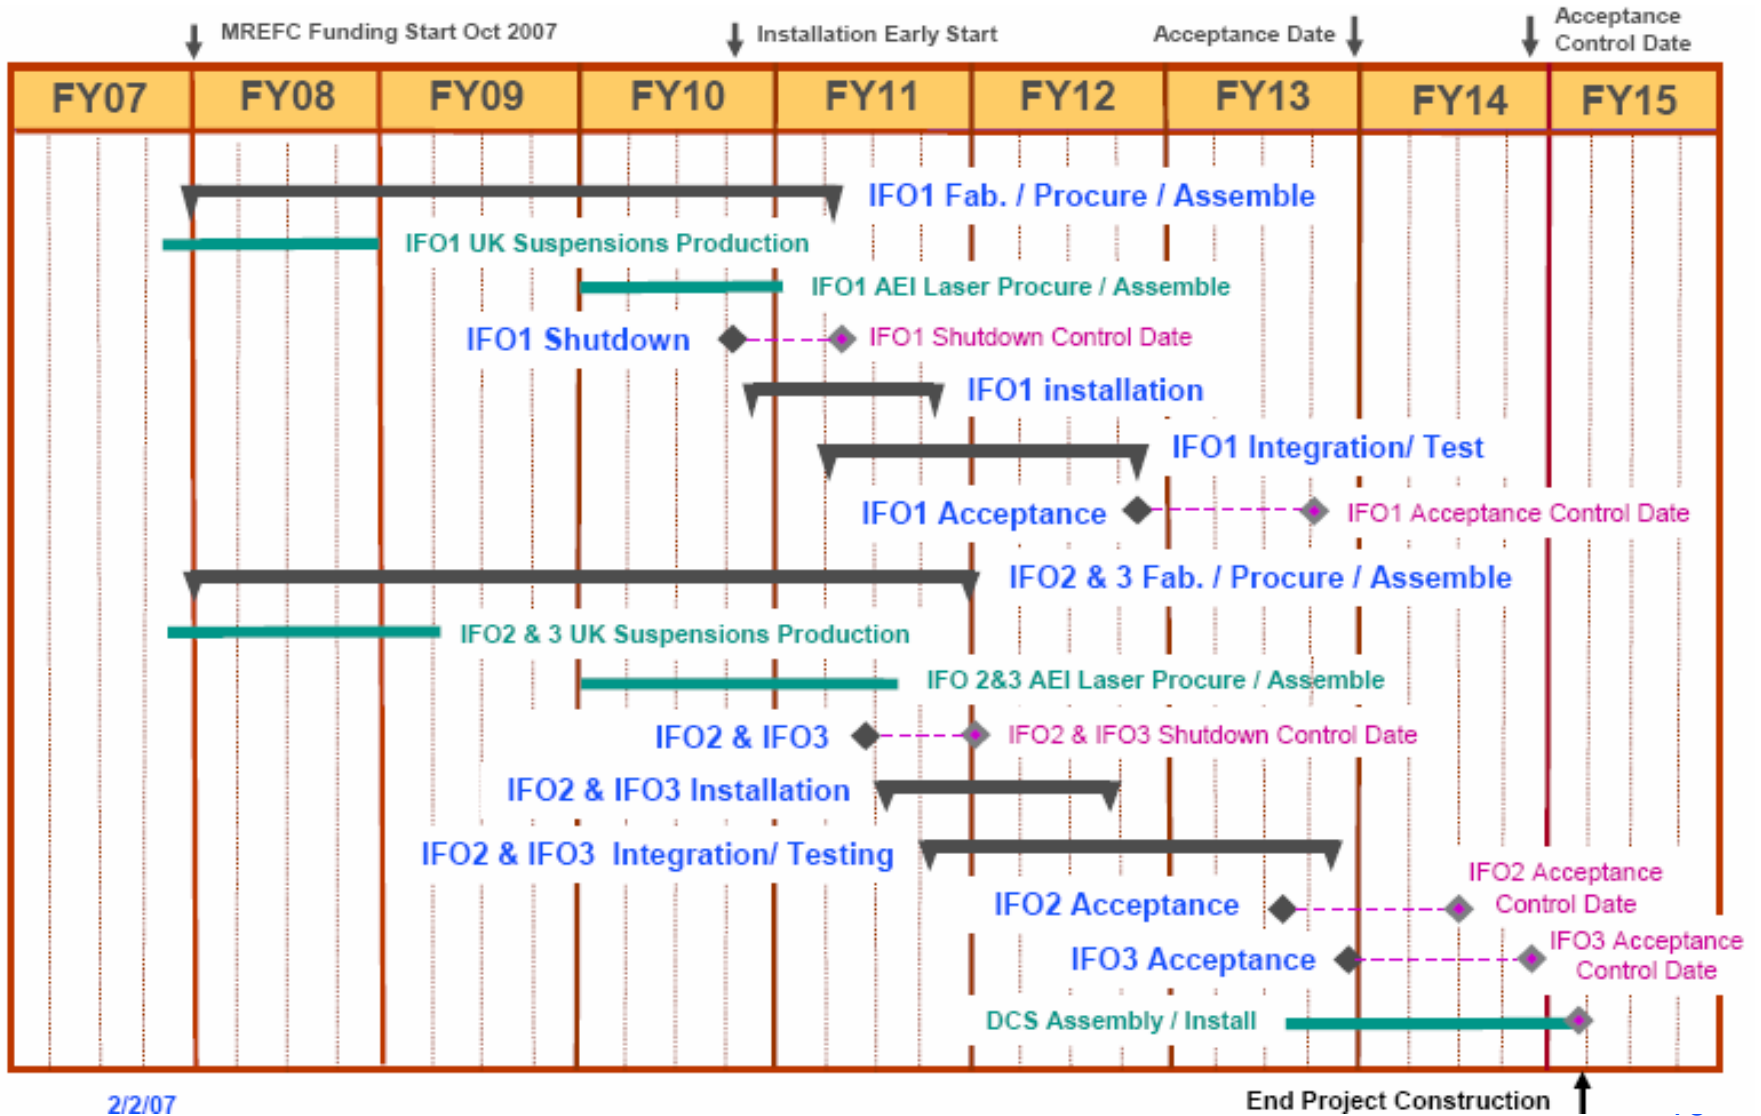 MREFC Funding Start Oct 2007
Installation Early Start
Acceptance Date
Acceptance
Control Date
FY07 FY08 FY09 FY10 FY11 FY12 FY13 FY14 FY15
IFO1 Fab. / Procure / Assemble
IFO1 UK Suspensions Production
IFO1 AEI Laser Procure / Assemble
IFO1 Shutdown
IFO1 Shutdown Control Date
IFO1 installation
IFO1 Integration/ Test
IFO1 Acceptance
IFO1 Acceptance Control Date
IFO2 & 3 Fab. / Procure / Assemble
IFO2 & 3 UK Suspensions Production
IFO 2&3 AEI Laser Procure / Assemble
IFO2 & IFO3
IFO2 & IFO3 Shutdown Control Date
IFO2 & IFO3 Installation
IFO2 & IFO3 Integration/ Testing
IFO2 Acceptance
IFO2 Acceptance
Control Date
IFO3 Acceptance
IFO3 Acceptance
Control Date
DCS Assembly / Install
End Project Construction
2/2/07